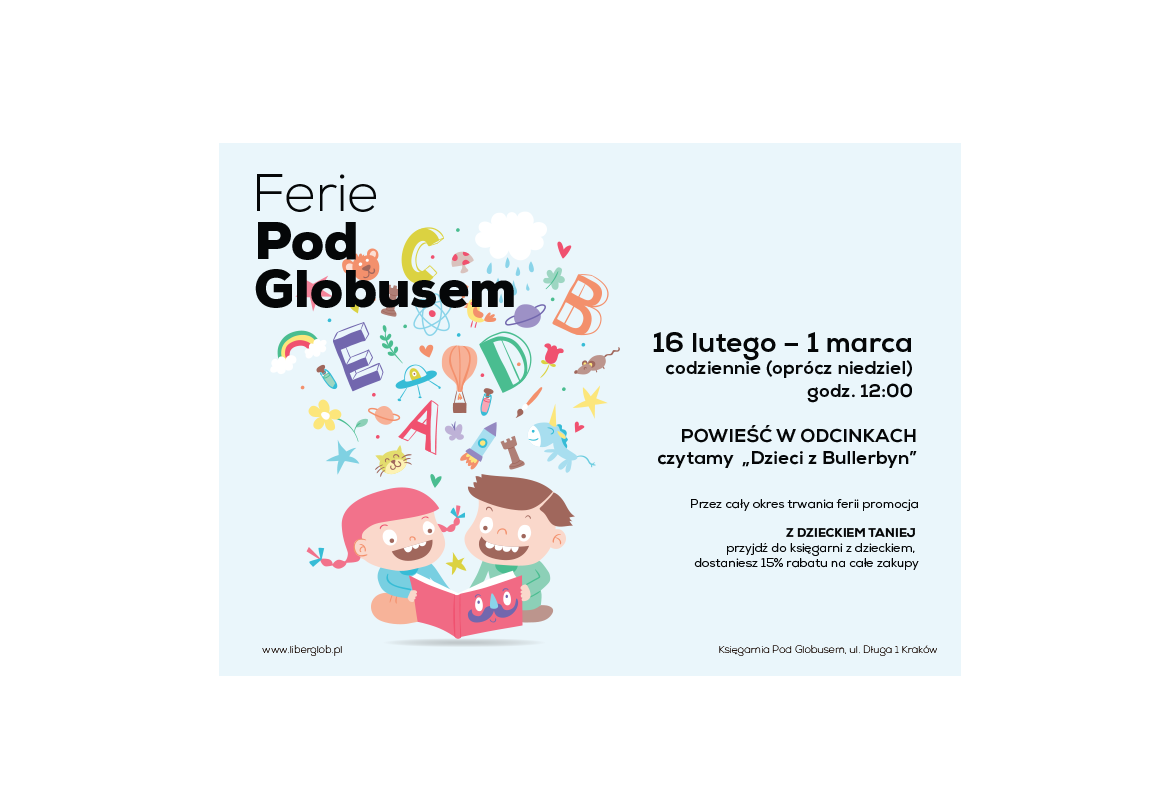 Ferie
Pod
Globusem
C
B
E
D
A
16 lutego – 1 marca
codziennie (oprócz niedziel)
godz. 12:00
POWIEŚĆ W ODCINKACH
czytamy „Dzieci z Bullerbyn”
Przez cały okres trwania ferii promocja
Z DZIECKIEM TANIEJ
przyjdź do księgarni z dzieckiem,
dostaniesz 15% rabatu na całe zakupy
www.liberglob.pl
Księgarnia Pod Globusem, ul. Długa 1 Kraków